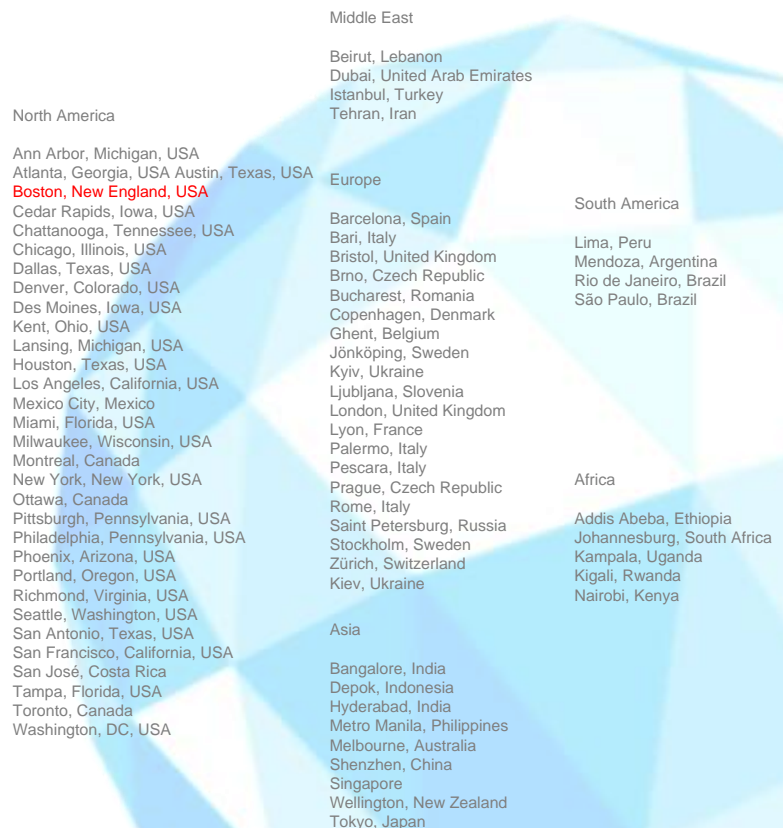 North America
Ann Arbor, Michigan, USA
Atlanta, Georgia, USA Austin, Texas, USA
Boston, New England, USA
Cedar Rapids, Iowa, USA
Chattanooga, Tennessee, USA
Chicago, Illinois, USA
Dallas, Texas, USA
Denver, Colorado, USA
Des Moines, Iowa, USA
Kent, Ohio, USA
Lansing, Michigan, USA
Houston, Texas, USA
Los Angeles, California, USA
Mexico City, Mexico
Miami, Florida, USA
Milwaukee, Wisconsin, USA
Montreal, Canada
New York, New York, USA
Ottawa, Canada
Pittsburgh, Pennsylvania, USA
Philadelphia, Pennsylvania, USA
Phoenix, Arizona, USA
Portland, Oregon, USA
Richmond, Virginia, USA
Seattle, Washington, USA
San Antonio, Texas, USA
San Francisco, California, USA
San José, Costa Rica
Tampa, Florida, USA
Toronto, Canada
Washington, DC, USA
Middle East
Beirut, Lebanon
Dubai, United Arab Emirates
Istanbul, Turkey
Tehran, Iran
Europe
Barcelona, Spain
Bari, Italy
Bristol, United Kingdom
Brno, Czech Republic
Bucharest, Romania
Copenhagen, Denmark
Ghent, Belgium
Jönköping, Sweden
Kyiv, Ukraine
Ljubljana, Slovenia
London, United Kingdom
Lyon, France
Palermo, Italy
Pescara, Italy
Prague, Czech Republic
Rome, Italy
Saint Petersburg, Russia
Stockholm, Sweden
Zürich, Switzerland
Kiev, Ukraine
Asia
Bangalore, India
Depok, Indonesia
Hyderabad, India
Metro Manila, Philippines
Melbourne, Australia
Shenzhen, China
Singapore
Wellington, New Zealand
Tokyo, Japan
South America
Lima, Peru
Mendoza, Argentina
Rio de Janeiro, Brazil
São Paulo, Brazil
Africa
Addis Abeba, Ethiopia
Johannesburg, South Africa
Kampala, Uganda
Kigali, Rwanda
Nairobi, Kenya